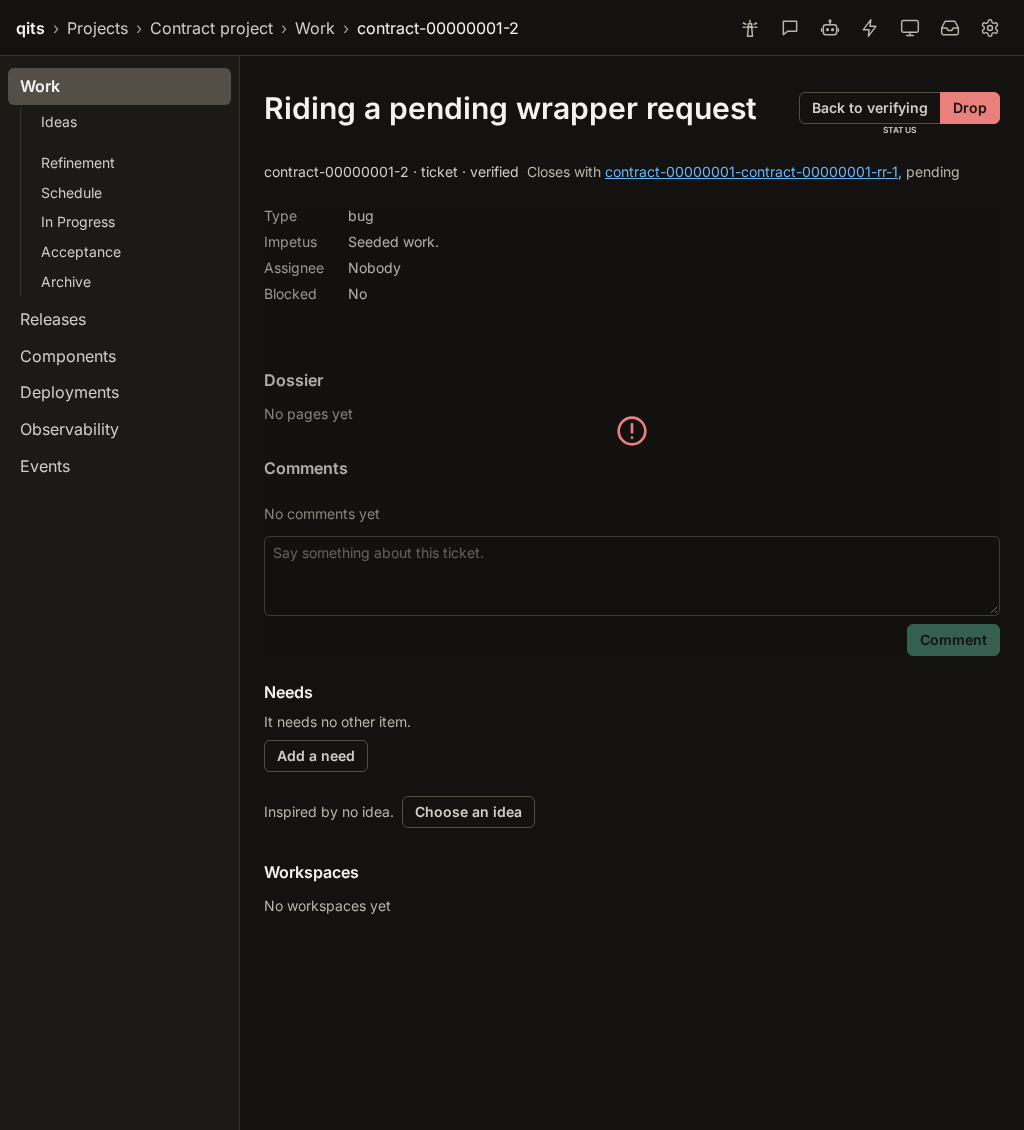 qits › Projects › Contract project › Work › contract-00000001-2
Work
Ideas
Refinement
Schedule
In Progress
Acceptance
Archive
Releases
Components
Deployments
Observability
Events
Riding a pending wrapper request
Back to verifying
Drop
STATUS
contract-00000001-2 · ticket · verified Closes with contract-00000001-contract-00000001-rr-1, pending
Type bug
Impetus Seeded work.
Assignee Nobody
Blocked No
Dossier
No pages yet
Comments
No comments yet
Say something about this ticket.
Comment
Needs
It needs no other item.
Add a need
Inspired by no idea. Choose an idea
Workspaces
No workspaces yet